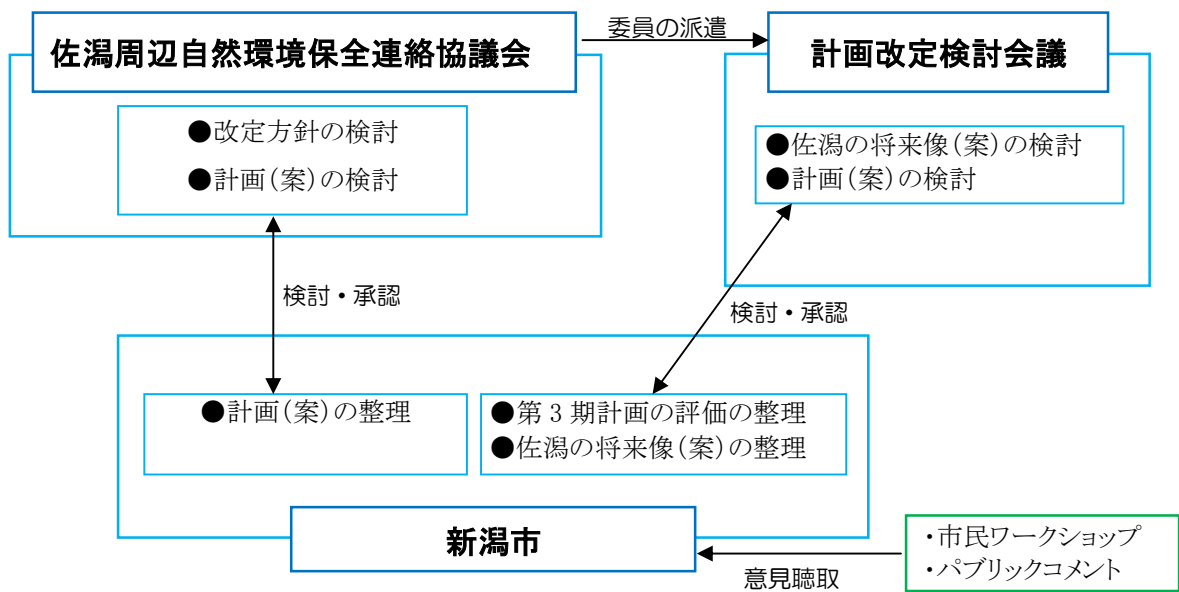 委員の派遣
佐潟周辺自然環境保全連絡協議会
計画改定検討会議
●改定方針の検討
●計画(案)の検討
●佐潟の将来像(案)の検討
●計画(案)の検討
検討・承認
検討・承認
●計画(案)の整理
●第3期計画の評価の整理
●佐潟の将来像(案)の整理
新潟市
・市民ワークショップ
・パブリックコメント
意見聴取